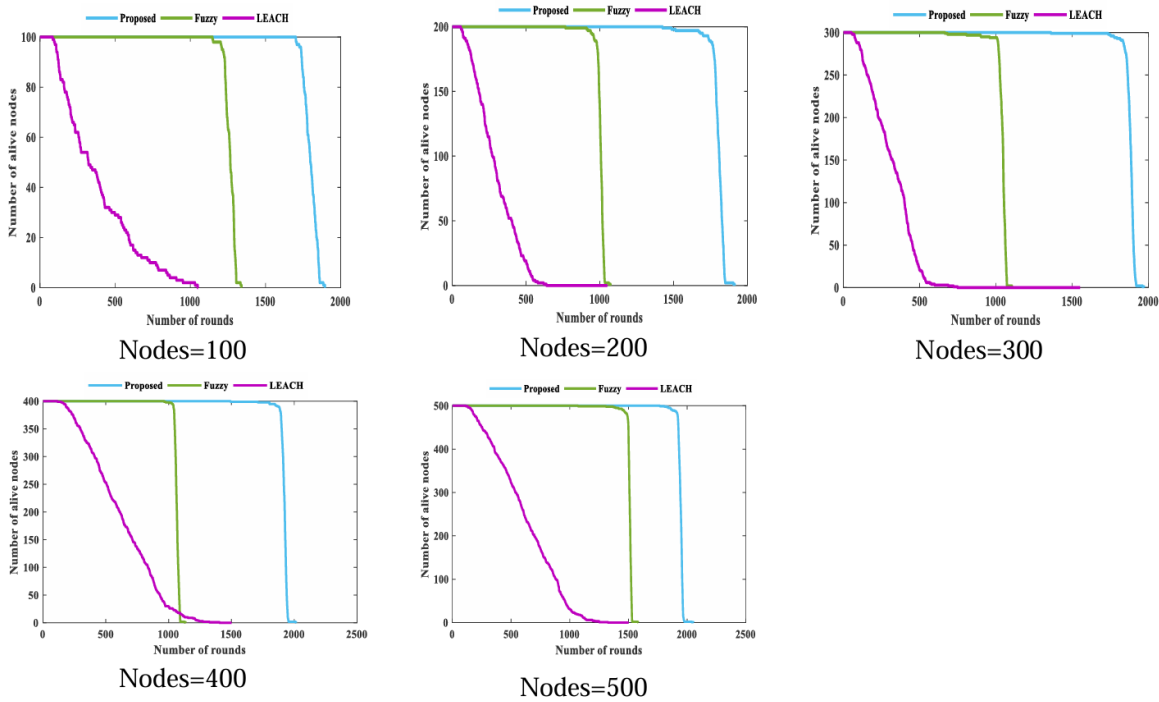 Proposed Fuzzy LEACH
100
80
60
40
20
0
Number of alive nodes
0 500 1000 1500 2000
Number of rounds
Nodes=100
Proposed Fuzzy LEACH
200
150
100
50
0
Number of alive nodes
0 500 1000 1500 2000
Number of rounds
Nodes=200
Proposed Fuzzy LEACH
300
250
200
150
100
50
0
Number of alive nodes
0 500 1000 1500 2000
Number of rounds
Nodes=300
Proposed Fuzzy LEACH
400
350
300
250
200
150
100
50
0
Number of alive nodes
0 500 1000 1500 2000 2500
Number of rounds
Nodes=400
Proposed Fuzzy LEACH
500
400
300
200
100
0
Number of alive nodes
0 500 1000 1500 2000 2500
Number of rounds
Nodes=500